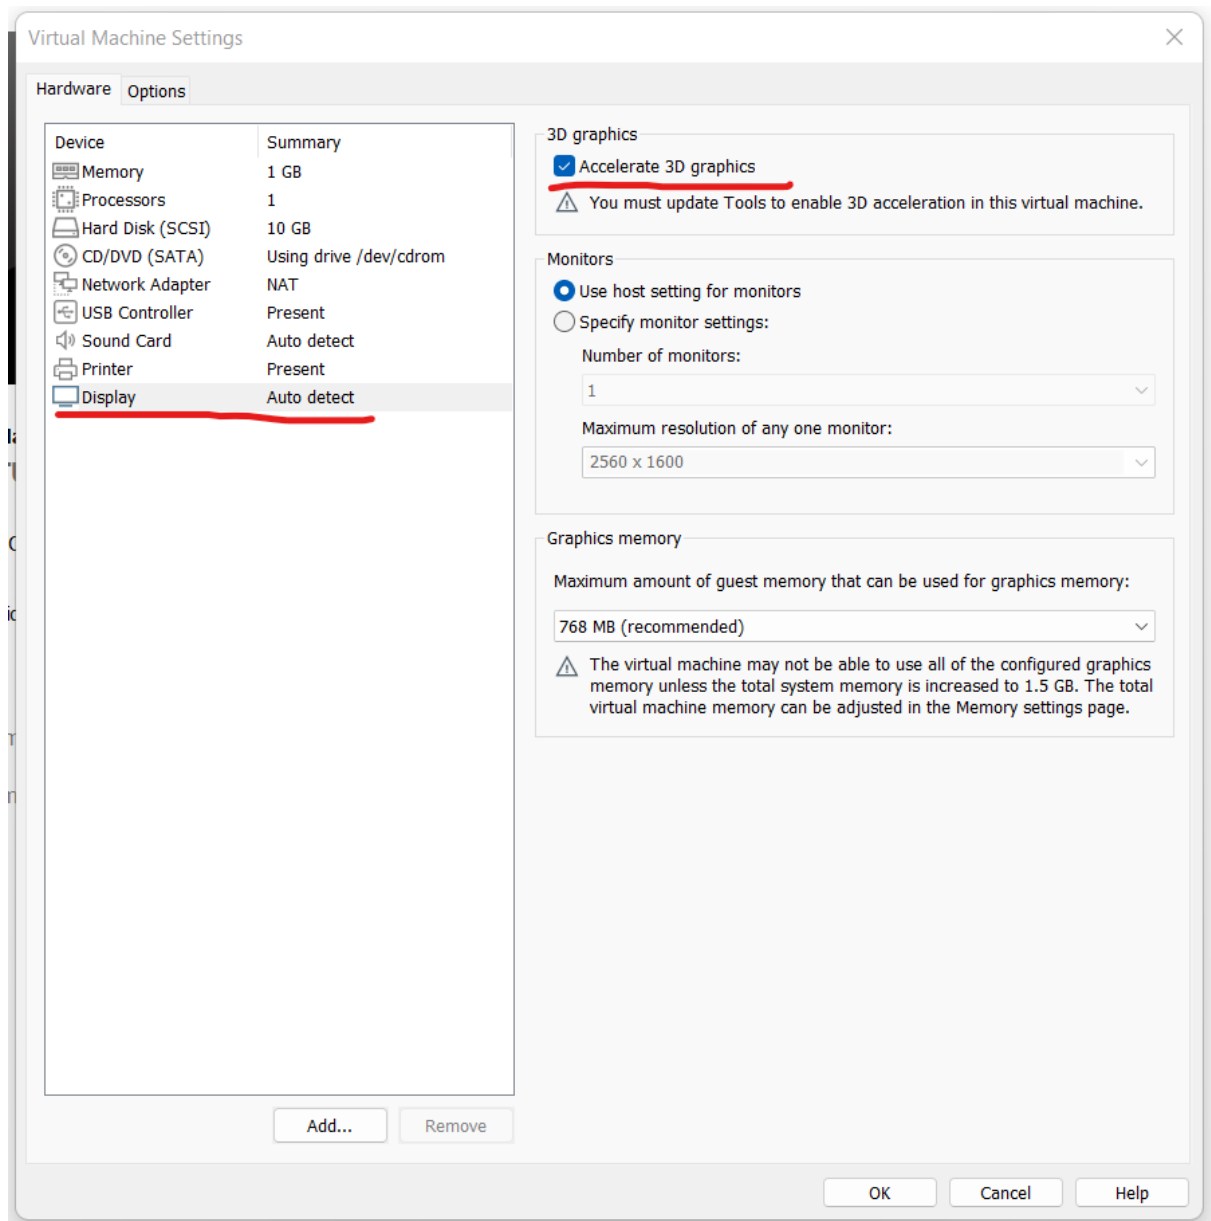 Virtual Machine Settings
Hardware Options
Device Summary
Memory 1 GB
Processors 1
Hard Disk (SCSI) 10 GB
CD/DVD (SATA) Using drive /dev/cdrom
Network Adapter NAT
USB Controller Present
Sound Card Auto detect
Printer Present
Display Auto detect
Add... Remove
3D graphics
Accelerate 3D graphics
You must update Tools to enable 3D acceleration in this virtual machine.
Monitors
Use host setting for monitors
Specify monitor settings:
Number of monitors:
1
Maximum resolution of any one monitor:
2560 x 1600
Graphics memory
Maximum amount of guest memory that can be used for graphics memory:
768 MB (recommended)
The virtual machine may not be able to use all of the configured graphics
memory unless the total system memory is increased to 1.5 GB. The total
virtual machine memory can be adjusted in the Memory settings page.
OK Cancel Help